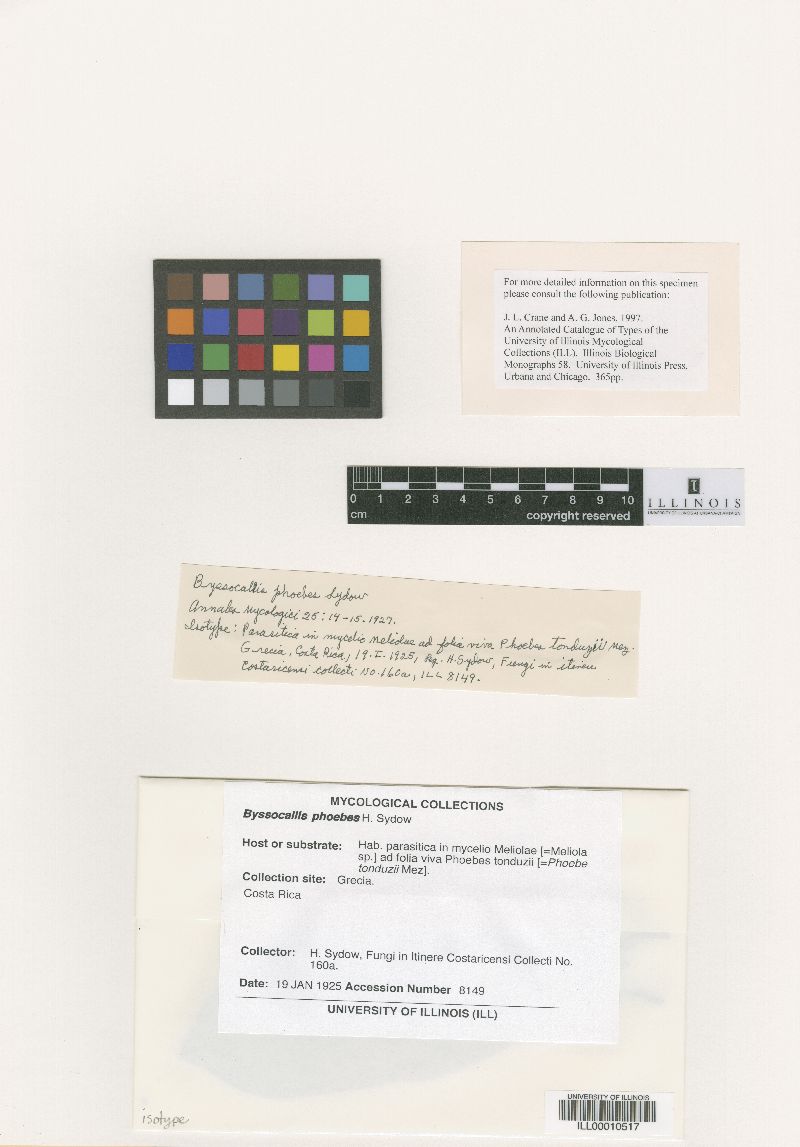 For more detailed information on this specimen
please consult the following publication:
J. L. Crane and A. G. Jones, 1997.
An Annotated Catalogue of Types of the
University of Illinois Mycological
Collections (ILL). Illinois Biological
Monographs 58. University of Illinois Press,
Urbana and Chicago. 365pp.
0 1 2 3 4 5 6 7 8 9 10
cm copyright reserved
I
ILLINOIS
UNIVERSITY OF ILLINOIS AT URBANA-CHAMPAIGN
Byssocallis phoebes Sydow
Annales Mycologici 25: 14-15. 1927.
Isotype: Parasitica in mycelio Meliolae ad folia viva Phoebes tonduzii Mez.
Grecia, Costa Rica, 19.I.1925, leg. H. Sydow, Fungi in itinere
Costaricensi collecti No. 160a, ILL 8149.
MYCOLOGICAL COLLECTIONS
Byssocallis phoebes H. Sydow
Host or substrate: Hab. parasitica in mycelio Meliolae [=Meliola
sp.] ad folia viva Phoebes tonduzii [=Phoebe
tonduzii Mez].
Collection site: Grecia.
Costa Rica
Collector: H. Sydow, Fungi in Itinere Costaricensi Collecti No.
160a.
Date: 19 JAN 1925 Accession Number 8149
UNIVERSITY OF ILLINOIS (ILL)
isotype
UNIVERSITY OF ILLINOIS
ILL00010517